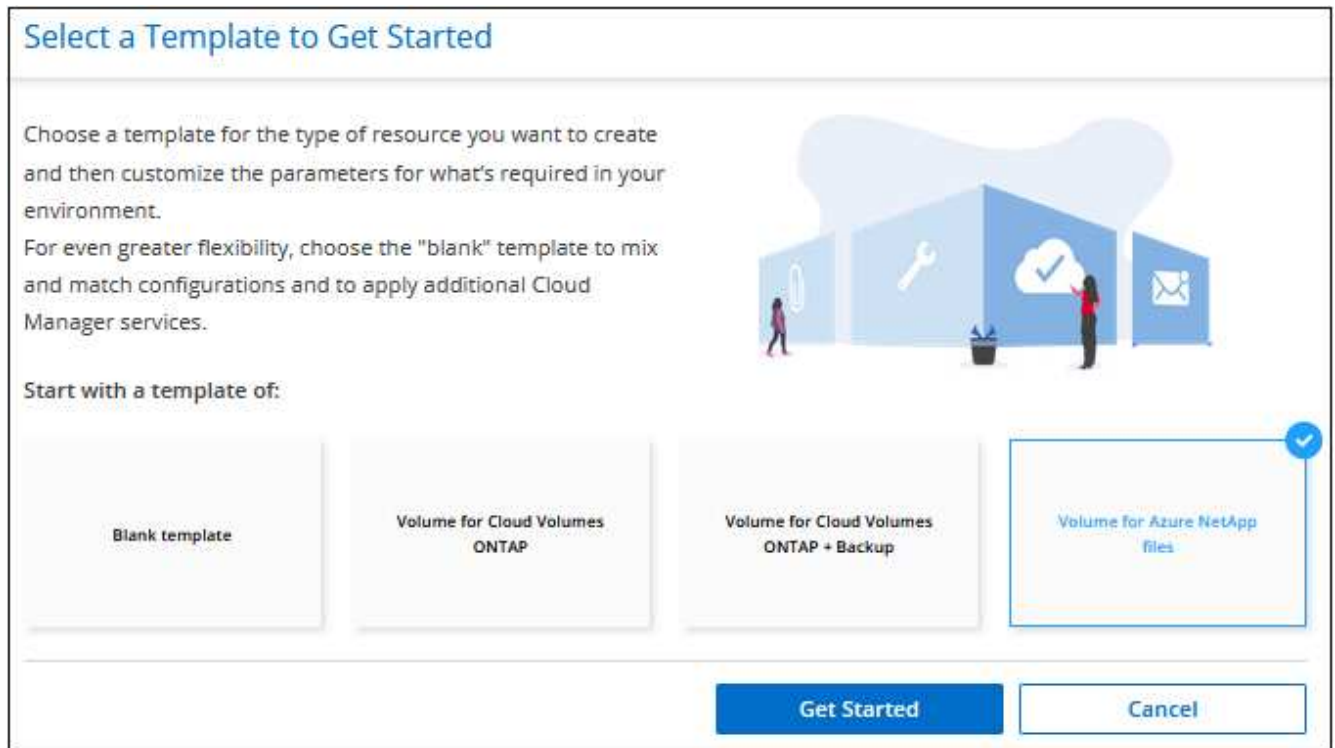 Select a Template to Get Started
Choose a template for the type of resource you want to create
and then customize the parameters for what's required in your
environment.
For even greater flexibility, choose the "blank" template to mix
and match configurations and to apply additional Cloud
Manager services.
Start with a template of:
Blank template
Volume for Cloud Volumes
ONTAP
Volume for Cloud Volumes
ONTAP + Backup
Volume for Azure NetApp
files
Get Started
Cancel